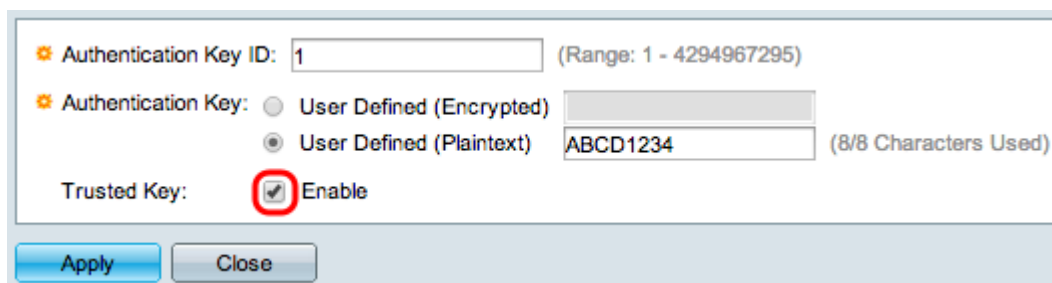 Authentication Key ID: 1 (Range: 1 - 4294967295)
Authentication Key: User Defined (Encrypted)
User Defined (Plaintext) ABCD1234 (8/8 Characters Used)
Trusted Key: Enable
Apply Close